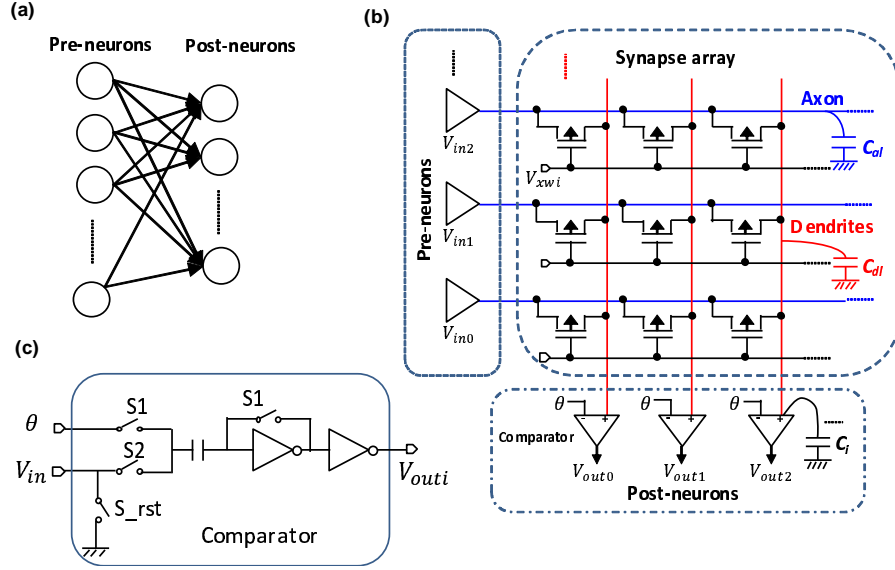 (a)
Pre-neurons
Post-neurons
(b)
Pre-neurons
V_in2
V_in1
V_in0
Synapse array
Axon
C_al
V_xwi
Dendrites
C_dl
θ
θ
θ
- +
- +
- +
Comparator
C_i
V_out0
V_out1
V_out2
Post-neurons
(c)
S1
S1
θ
S2
V_in
V_outi
S_rst
Comparator